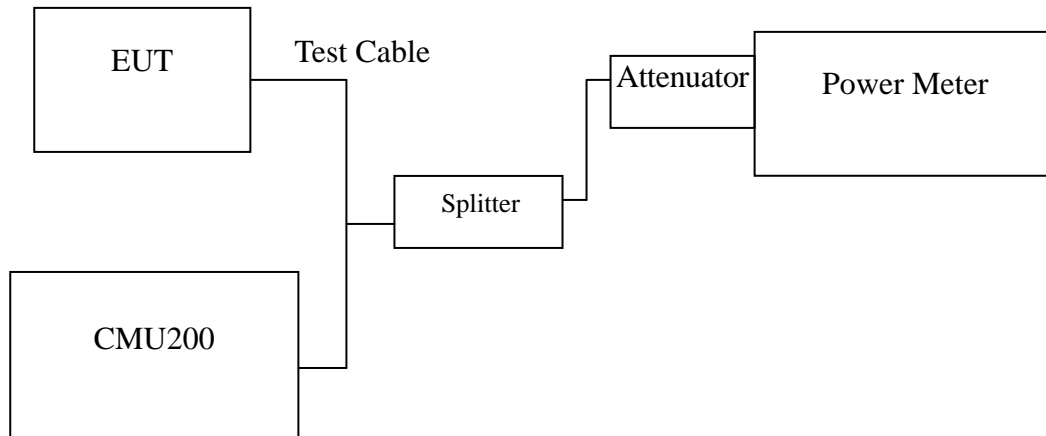 EUT
Test Cable
Attenuator
Power Meter
Splitter
CMU200